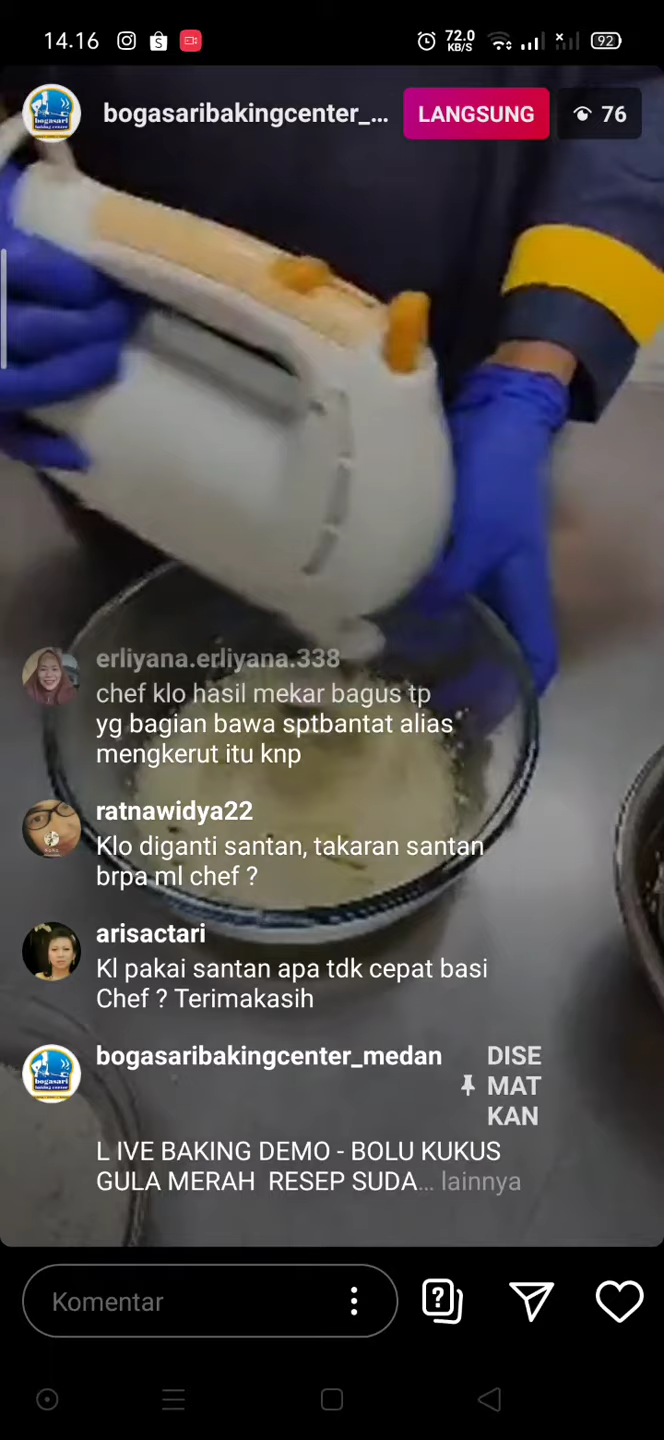 14.16
72.0
KB/S
92
bogasaribakingcenter_...
LANGSUNG
76
erliyana.erliyana.338
chef klo hasil mekar bagus tp
yg bagian bawa sptbantat alias
mengkerut itu knp
ratnawidya22
Klo diganti santan, takaran santan
brpa ml chef ?
arisactari
Kl pakai santan apa tdk cepat basi
Chef ? Terimakasih
bogasaribakingcenter_medan
DISE
MAT
KAN
L IVE BAKING DEMO - BOLU KUKUS
GULA MERAH  RESEP SUDA... lainnya
Komentar